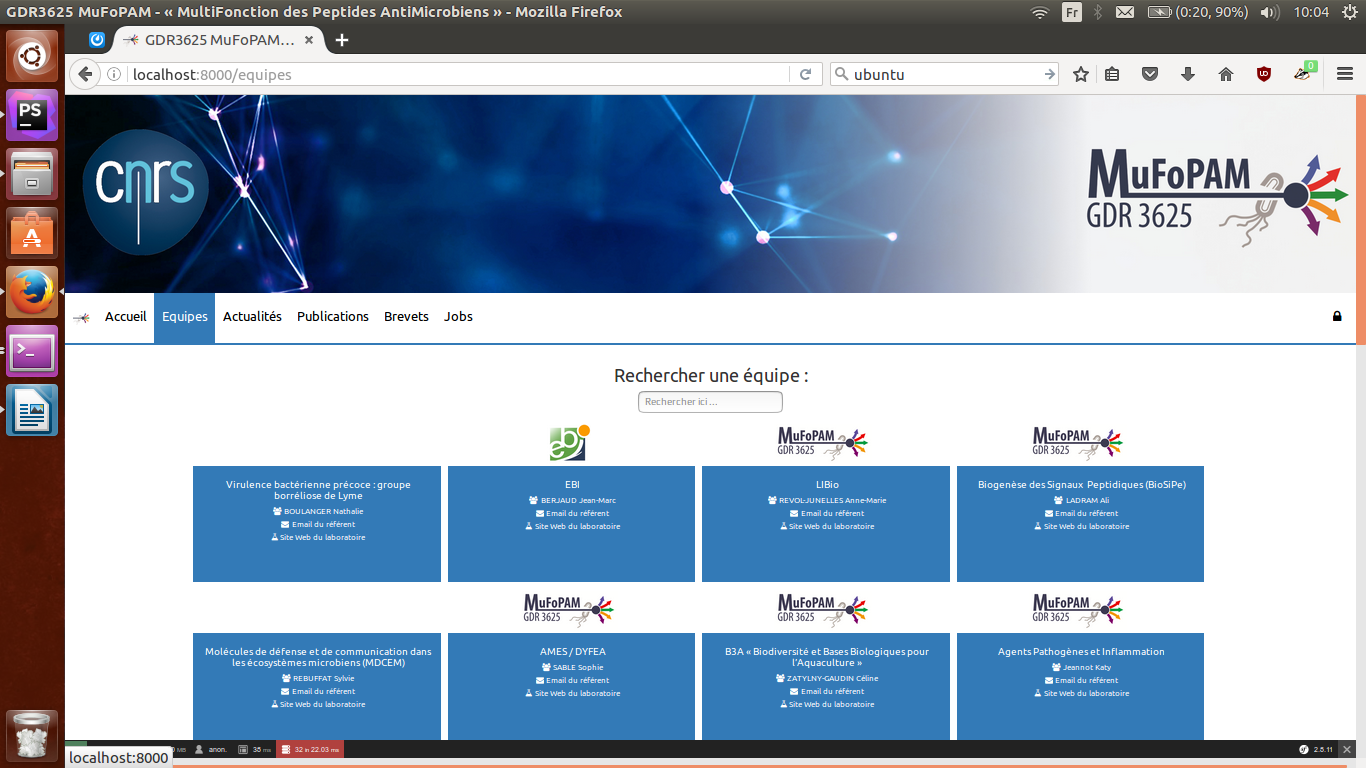 GDR3625 MuFoPAM - « MultiFonction des Peptides AntiMicrobiens » - Mozilla Firefox
Fr
(0:20, 90%)
10:04
GDR3625 MuFoPAM...
localhost:8000/equipes
ubuntu
0
cnrs
MuFoPAM
GDR 3625
Accueil
Equipes
Actualités
Publications
Brevets
Jobs
Rechercher une équipe :
Rechercher ici ...
ebi
MuFoPAM
GDR 3625
MuFoPAM
GDR 3625
Virulence bactérienne précoce : groupe
borréliose de Lyme
BOULANGER Nathalie
Email du référent
Site Web du laboratoire
EBI
BERJAUD Jean-Marc
Email du référent
Site Web du laboratoire
LIBio
REVOL-JUNELLES Anne-Marie
Email du référent
Site Web du laboratoire
Biogenèse des Signaux Peptidiques (BioSiPe)
LADRAM Ali
Email du référent
Site Web du laboratoire
MuFoPAM
GDR 3625
MuFoPAM
GDR 3625
MuFoPAM
GDR 3625
Molécules de défense et de communication dans
les écosystèmes microbiens (MDCEM)
REBUFFAT Sylvie
Email du référent
Site Web du laboratoire
AMES / DYFEA
SABLE Sophie
Email du référent
Site Web du laboratoire
B3A « Biodiversité et Bases Biologiques pour
l'Aquaculture »
ZATYLNY-GAUDIN Céline
Email du référent
Site Web du laboratoire
Agents Pathogènes et Inflammation
Jeannot Katy
Email du référent
Site Web du laboratoire
PS
MB
anon.
35 ms
32 in 22.03 ms
2.8.11
localhost:8000